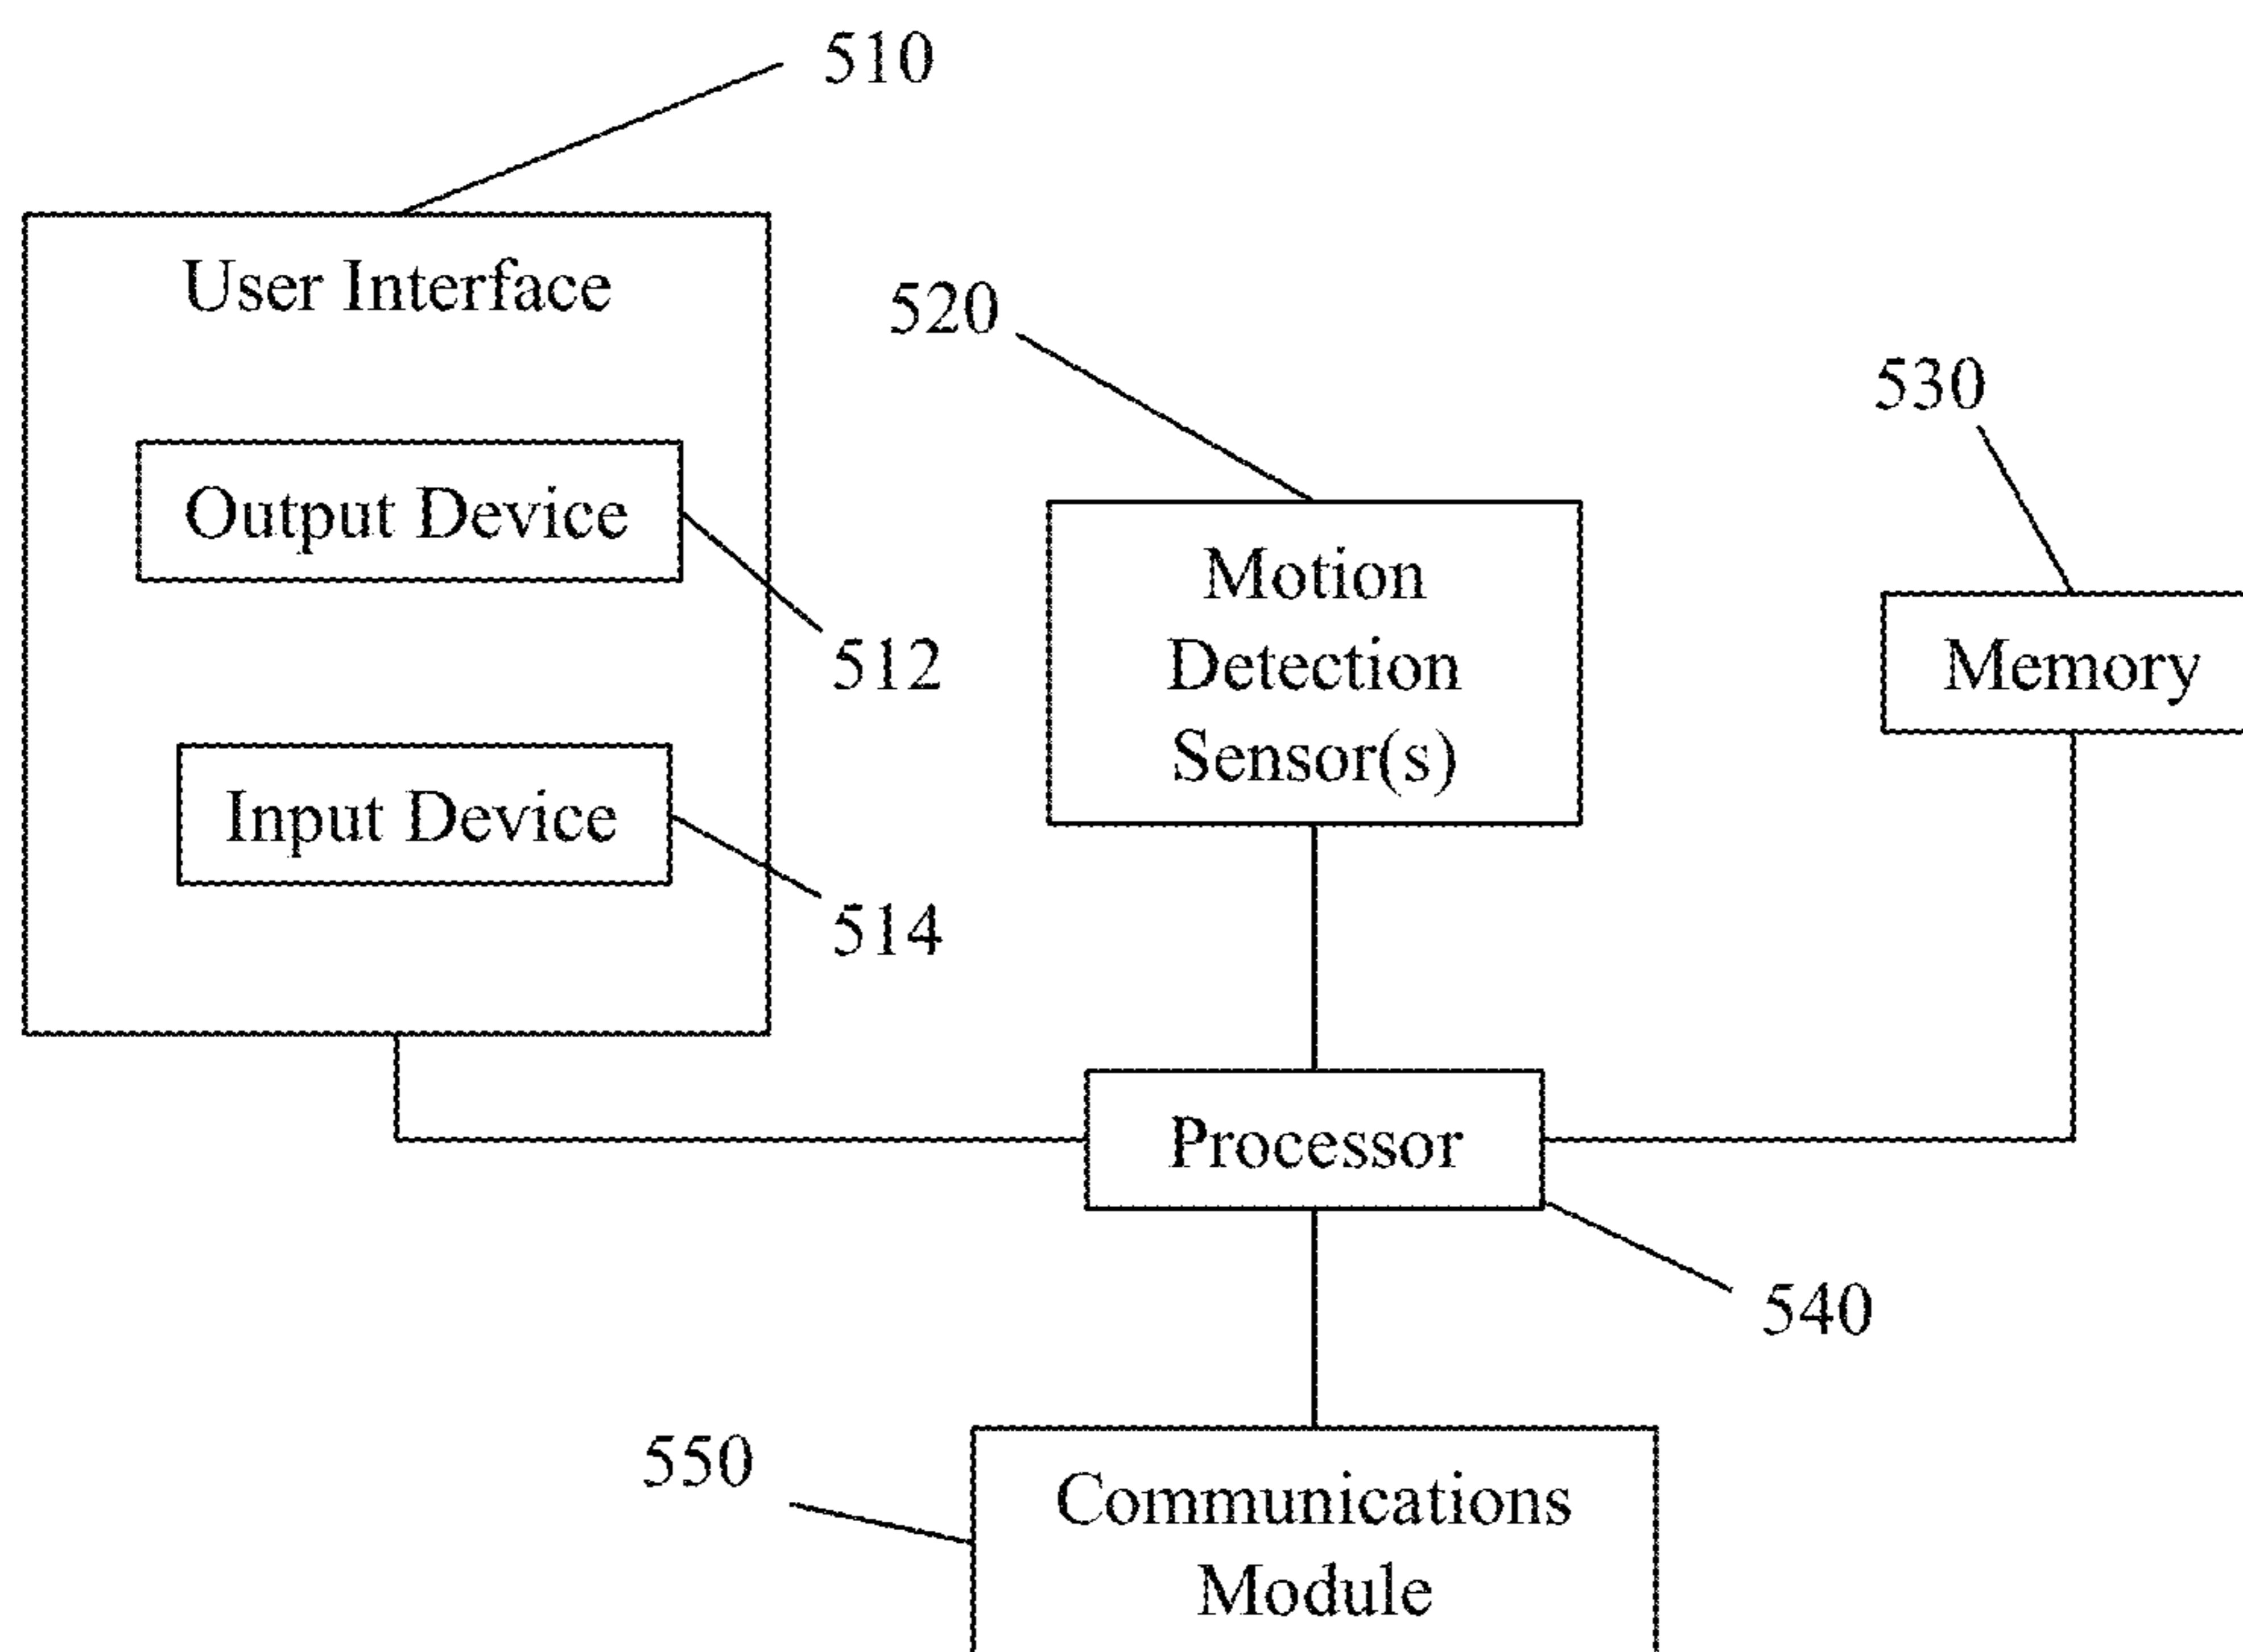 510
User Interface
520
530
Output Device
Motion
Detection
Sensor(s)
512
Memory
Input Device
514
Processor
540
550
Communications
Module